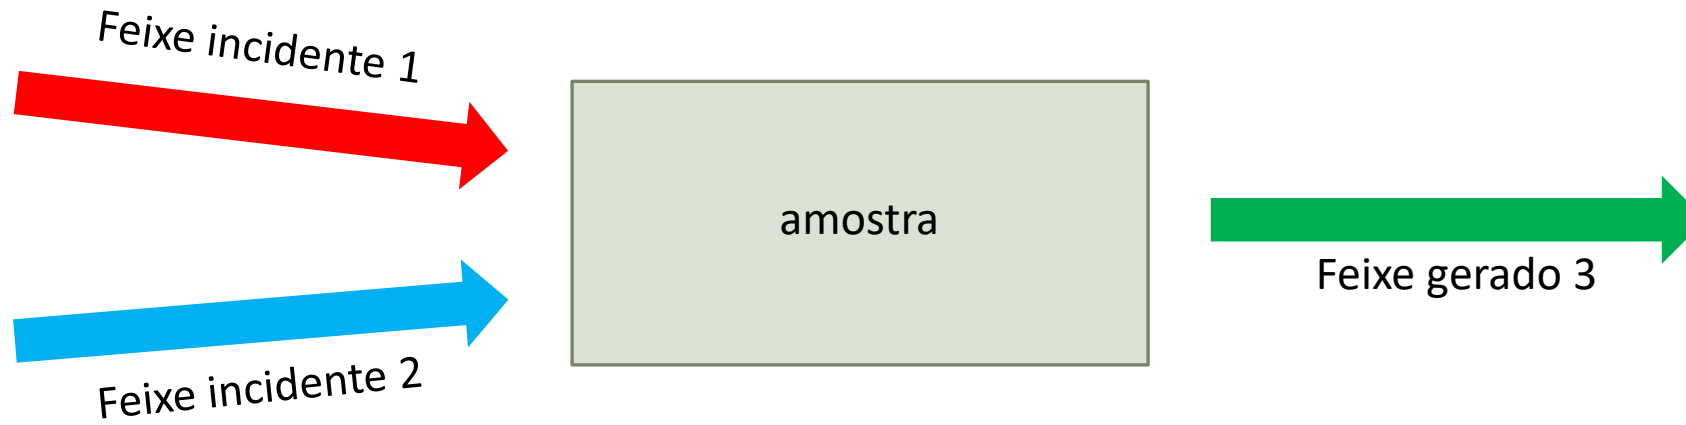 Feixe incidente 1
amostra
Feixe gerado 3
Feixe incidente 2